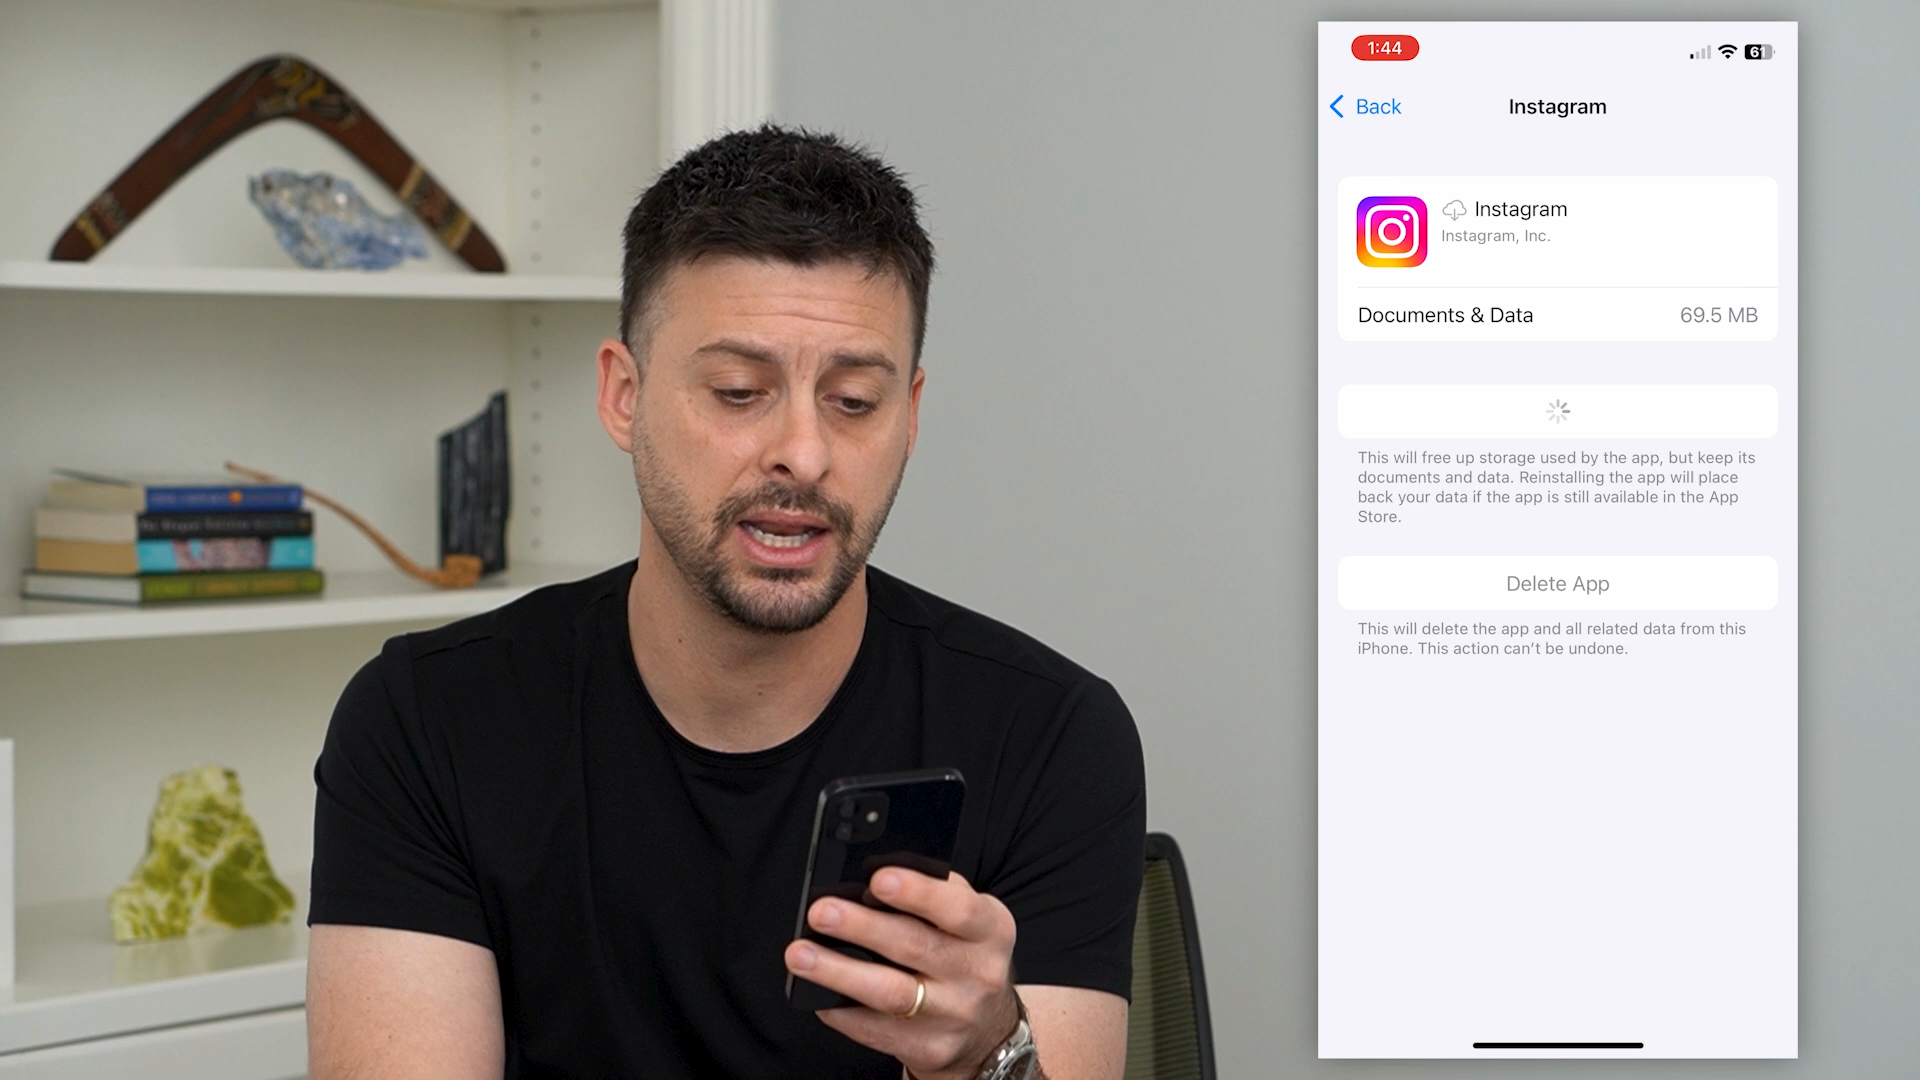 1:44
61
Back
Instagram
Instagram
Instagram, Inc.
Documents & Data 69.5 MB
This will free up storage used by the app, but keep its
documents and data. Reinstalling the app will place
back your data if the app is still available in the App
Store.
Delete App
This will delete the app and all related data from this
iPhone. This action can't be undone.